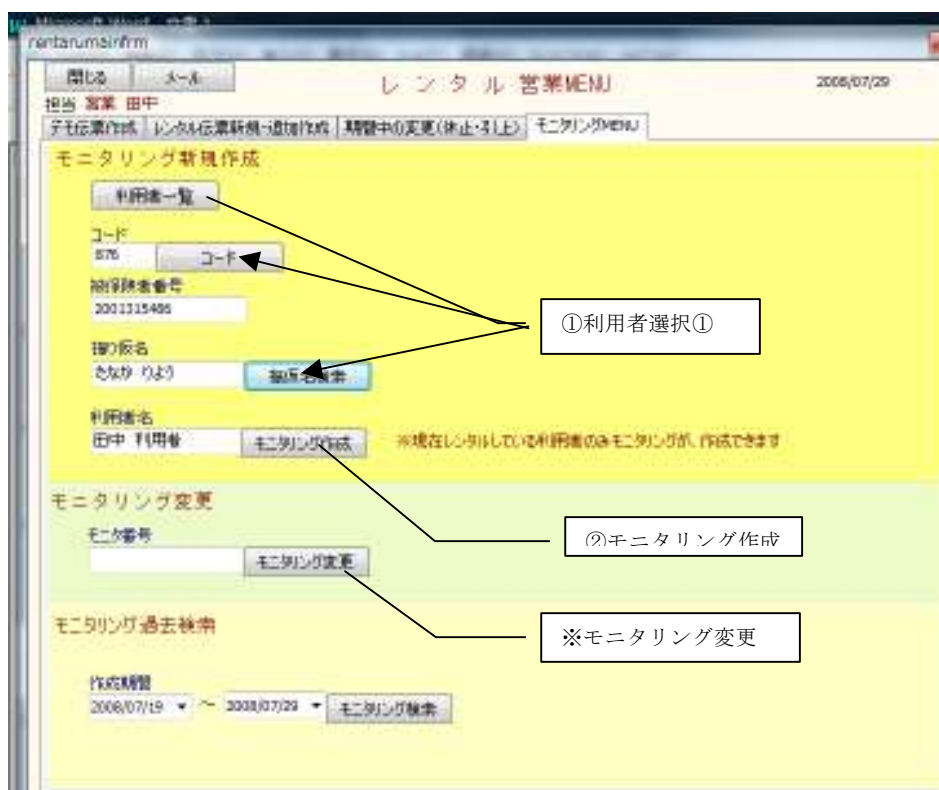 Microsoft Word - 文書 1
rentarumainfrm
閉じる メール レンタル 営業MENU 2008/07/29
担当 営業 田中
デモ伝票作成 レンタル伝票新規・追加作成 期間中の変更(休止・引上) モニタリングMENU
モニタリング新規作成
利用者一覧
コード
876 コード
被保険者番号
2001315486
①利用者選択①
振り仮名
たなか りよう 振仮名検索
利用者名
田中 利用者 モニタリング作成 ※現在レンタルしている利用者のみモニタリングが、作成できます
モニタリング変更
モニタ番号
②モニタリング作成
モニタリング変更
モニタリング過去検索
※モニタリング変更
作成期間
2008/07/19 ~ 2008/07/29 モニタリング検索